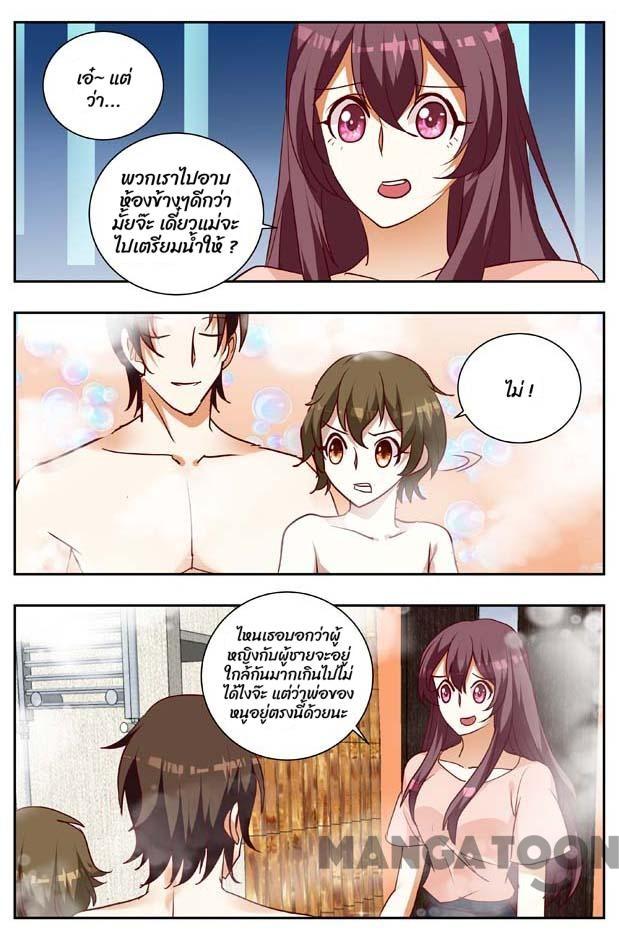 เอ๋~ แต่
ว่า...
พวกเราไปอาบ
ห้องข้างๆดีกว่า
มั้ยจ๊ะ เดี๋ยวแม่จะ
ไปเตรียมน้ำให้ ?
ไม่ !
ไหนเธอบอกว่าผู้
หญิงกับผู้ชายจะอยู่
ใกล้กันมากเกินไปไม่
ได้ไงจ๊ะ แต่ว่าพ่อของ
หนูอยู่ตรงนี้ด้วยนะ
MANGATOON